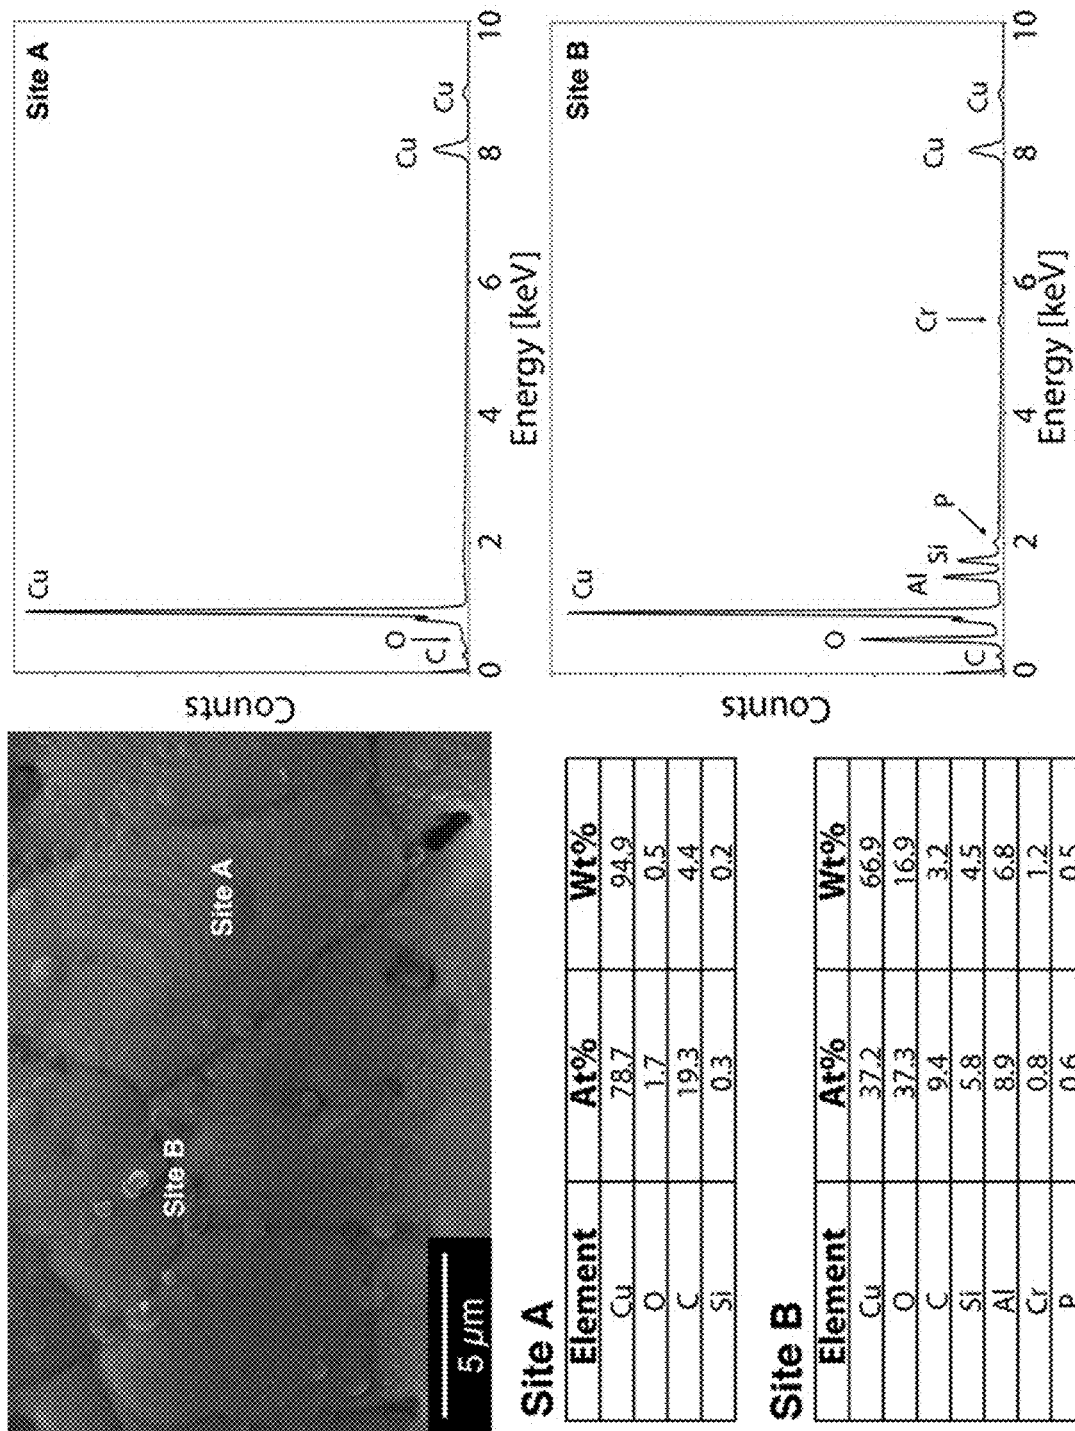 Site B
Site A
5 μm
Site A
Element At% Wt%
Cu 78.7 94.9
O 1.7 0.5
C 19.3 4.4
Si 0.3 0.2
Site B
Element At% Wt%
Cu 37.2 66.9
O 37.3 16.9
C 9.4 3.2
Si 5.8 4.5
Al 8.9 6.8
Cr 0.8 1.2
P 0.6 0.5
Site A
Counts
Cu
O
C
Cu
Cu
0 2 4 6 8 10
Energy [keV]
Site B
Counts
Cu
O
C
Al
Si
P
Cr
Cu
Cu
0 2 4 6 8 10
Energy [keV]